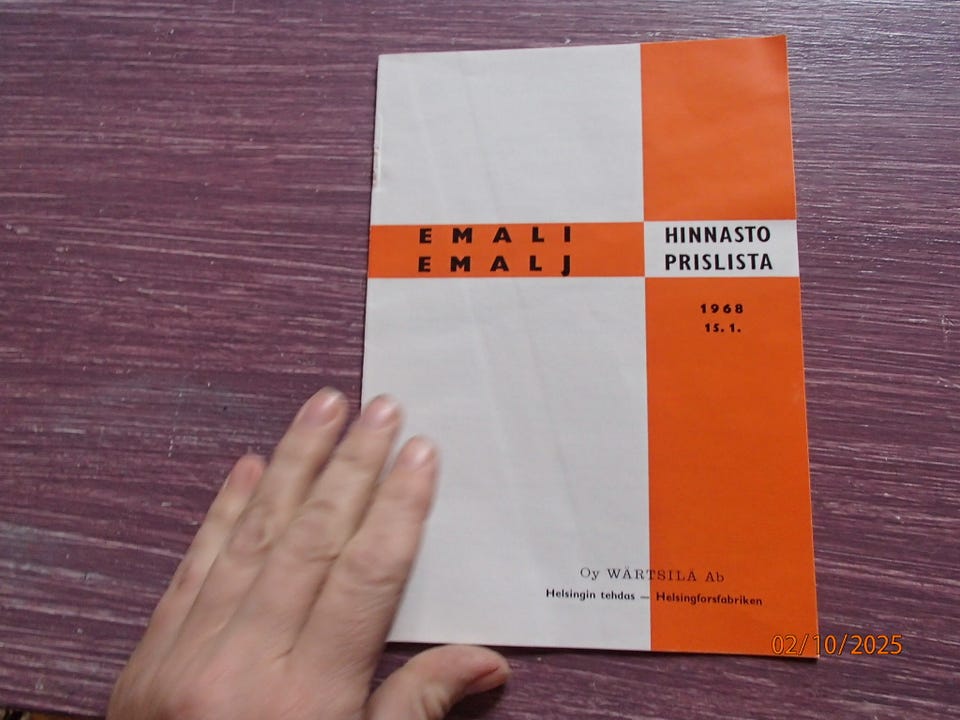 EMALI
EMALJ
HINNASTO
PRISLISTA
1968
15. 1.
Oy WÄRTSILÄ Ab
Helsingin tehdas — Helsingforsfabriken
02/10/2025